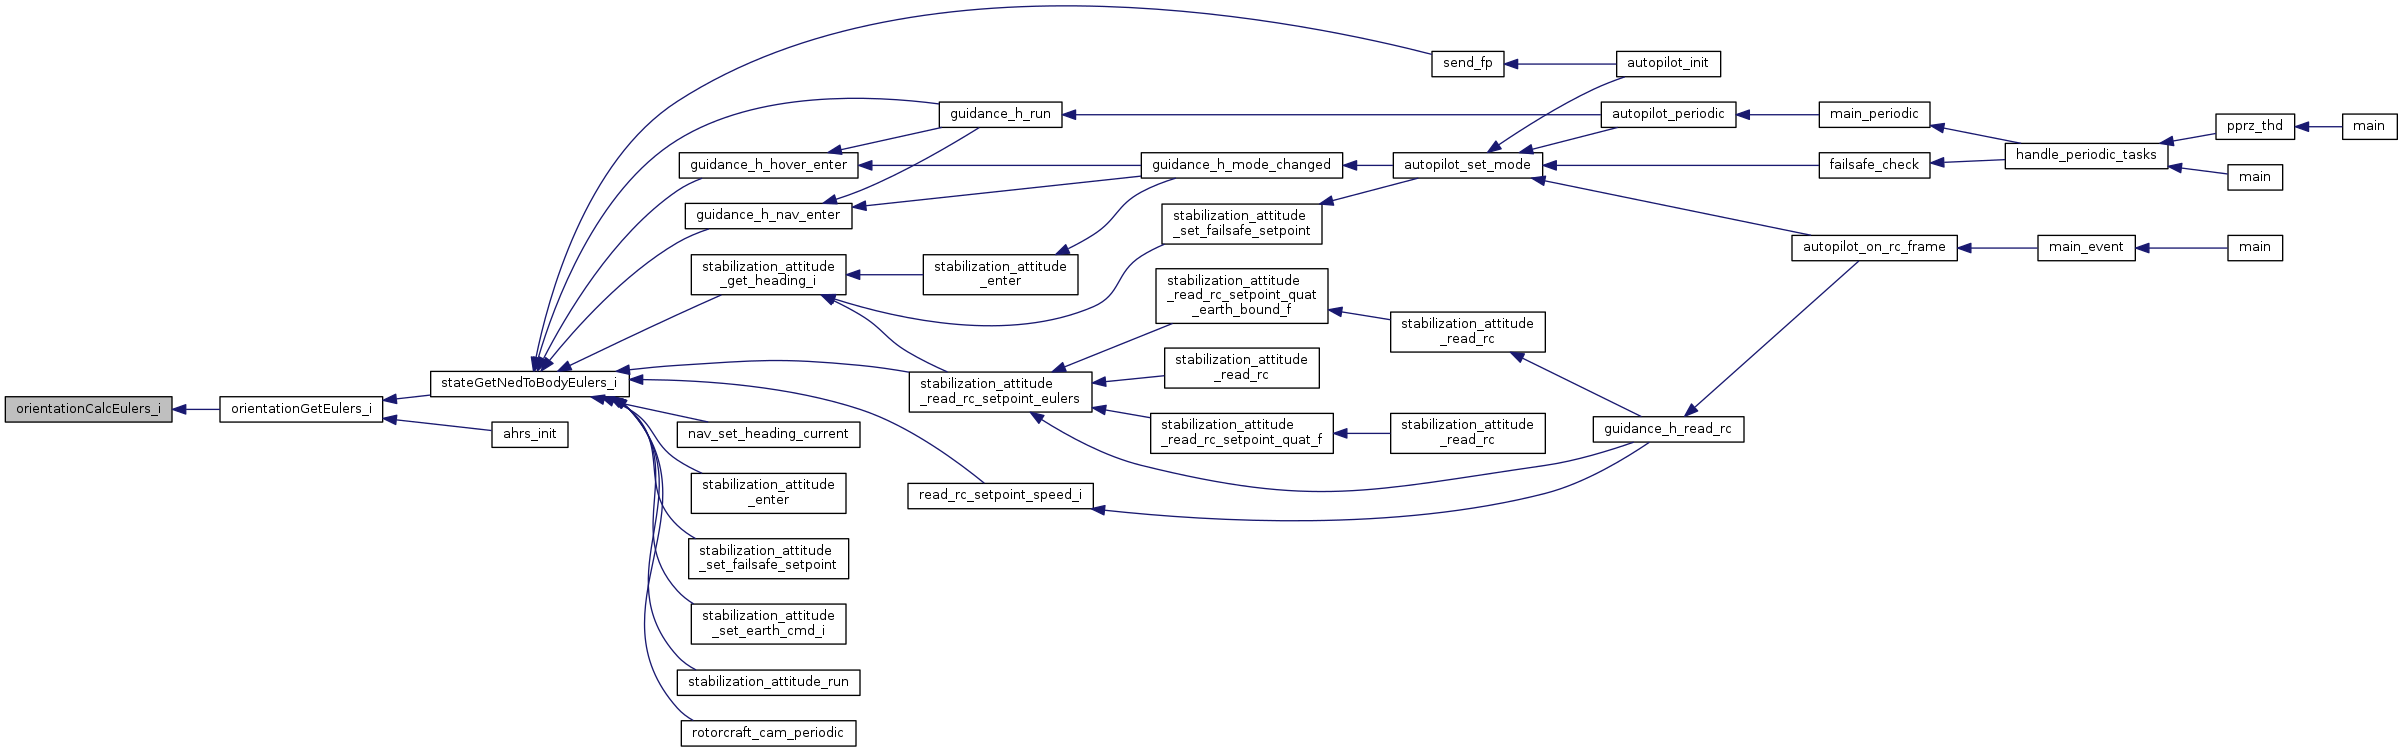 orientationCalcEulers_i
orientationGetEulers_i
stateGetNedToBodyEulers_i
ahrs_init
send_fp
autopilot_init
guidance_h_run
autopilot_periodic
main_periodic
pprz_thd
main
guidance_h_hover_enter
guidance_h_mode_changed
autopilot_set_mode
failsafe_check
handle_periodic_tasks
main
guidance_h_nav_enter
stabilization_attitude
_set_failsafe_setpoint
autopilot_on_rc_frame
main_event
main
stabilization_attitude
_get_heading_i
stabilization_attitude
_enter
stabilization_attitude
_read_rc_setpoint_quat
_earth_bound_f
stabilization_attitude
_read_rc
stabilization_attitude
_read_rc_setpoint_eulers
stabilization_attitude
_read_rc
stabilization_attitude
_read_rc_setpoint_quat_f
stabilization_attitude
_read_rc
guidance_h_read_rc
nav_set_heading_current
stabilization_attitude
_enter
read_rc_setpoint_speed_i
stabilization_attitude
_set_failsafe_setpoint
stabilization_attitude
_set_earth_cmd_i
stabilization_attitude_run
rotorcraft_cam_periodic